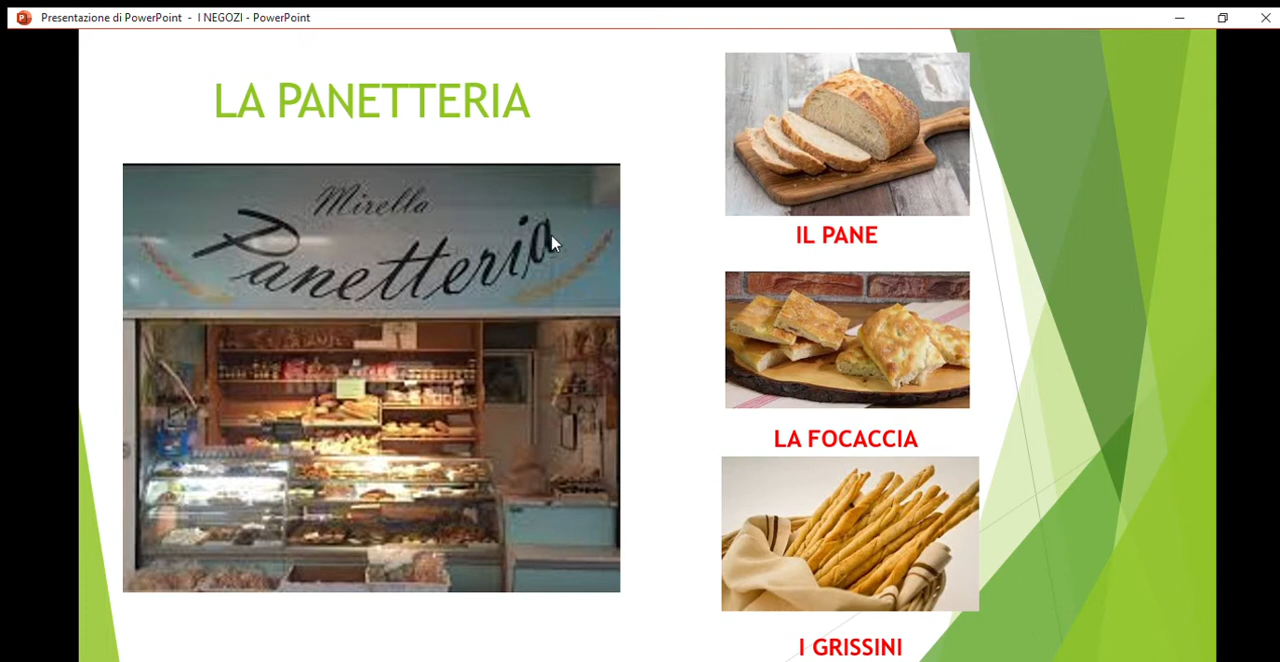 Presentazione di PowerPoint - I NEGOZI - PowerPoint
LA PANETTERIA
Mirella
Panetteria
IL PANE
LA FOCACCIA
I GRISSINI